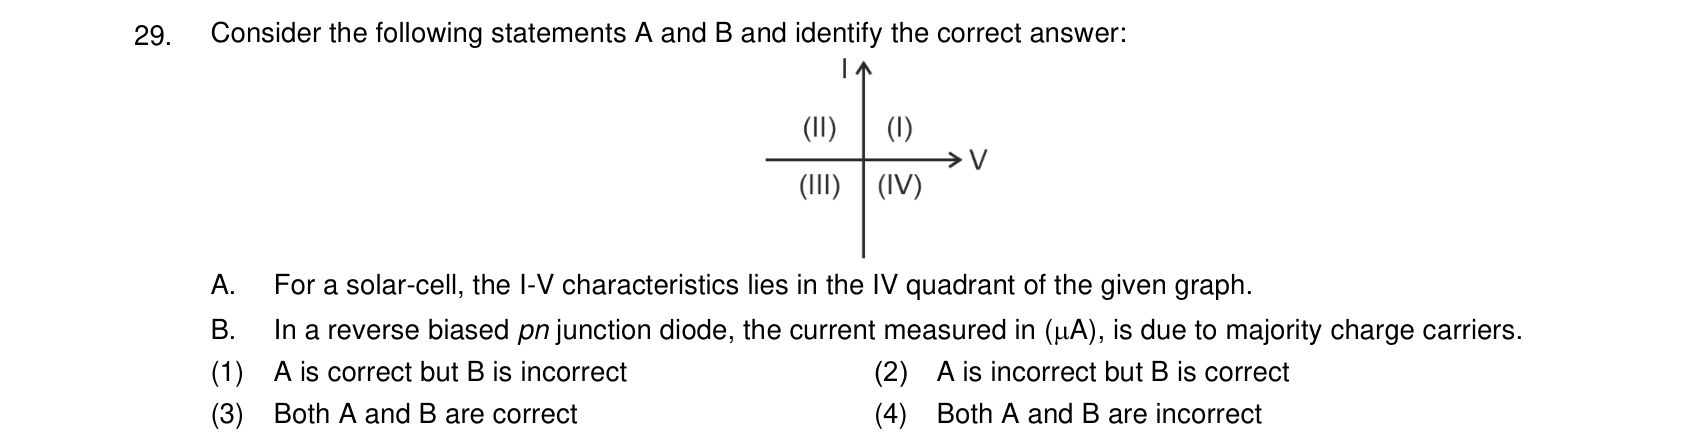 29. Consider the following statements A and B and identify the correct answer:
I
(II) (I)
V
(III) (IV)
A. For a solar-cell, the I-V characteristics lies in the IV quadrant of the given graph.
B. In a reverse biased pn junction diode, the current measured in (μA), is due to majority charge carriers.
(1) A is correct but B is incorrect (2) A is incorrect but B is correct
(3) Both A and B are correct (4) Both A and B are incorrect